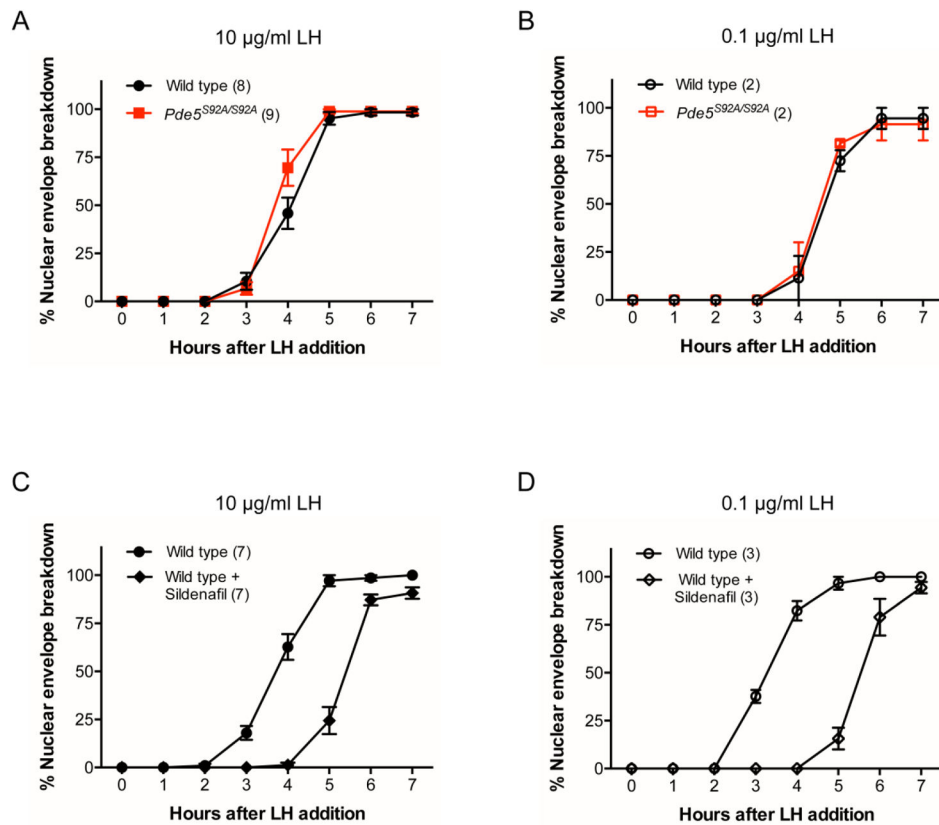 A
10 µg/ml LH
Wild type (8)
Pde5S92A/S92A (9)
% Nuclear envelope breakdown
100
75
50
25
0
0 1 2 3 4 5 6 7
Hours after LH addition
B
0.1 µg/ml LH
Wild type (2)
Pde5S92A/S92A (2)
% Nuclear envelope breakdown
100
75
50
25
0
0 1 2 3 4 5 6 7
Hours after LH addition
C
10 µg/ml LH
Wild type (7)
Wild type +
Sildenafil (7)
% Nuclear envelope breakdown
100
75
50
25
0
0 1 2 3 4 5 6 7
Hours after LH addition
D
0.1 µg/ml LH
Wild type (3)
Wild type +
Sildenafil (3)
% Nuclear envelope breakdown
100
75
50
25
0
0 1 2 3 4 5 6 7
Hours after LH addition